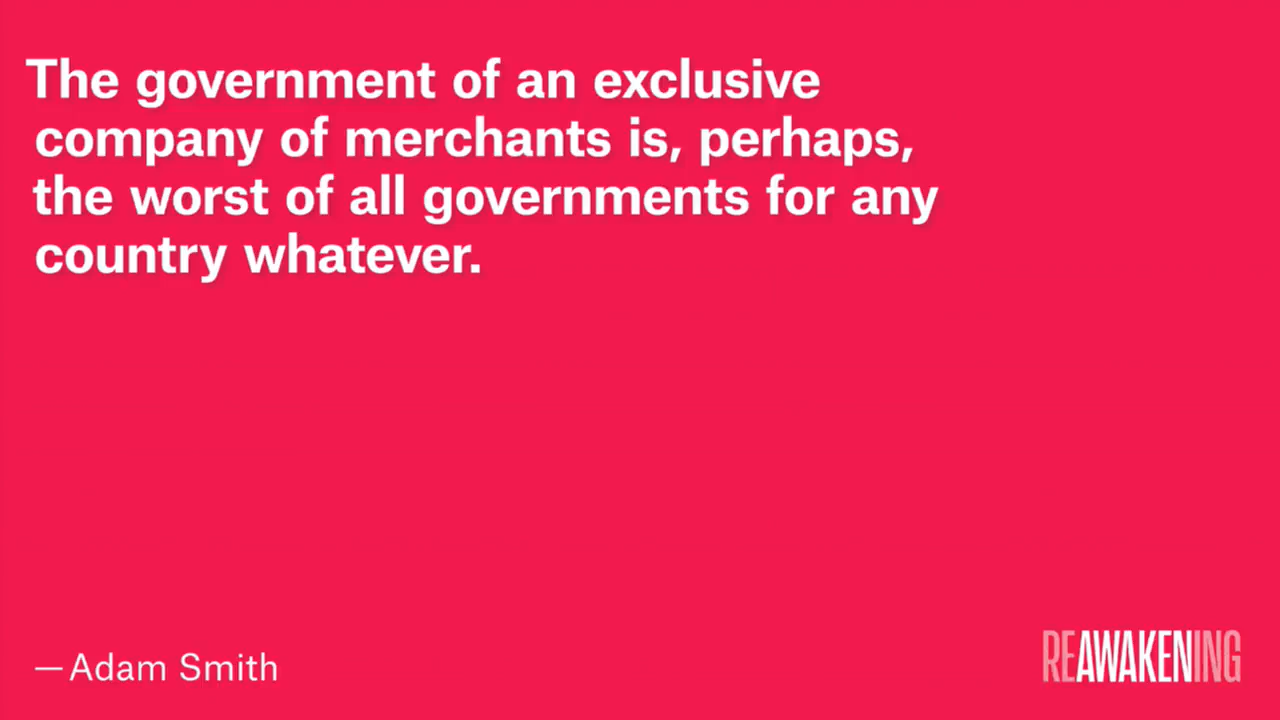 The government of an exclusive
company of merchants is, perhaps,
the worst of all governments for any
country whatever.
—Adam Smith
REAWAKENING